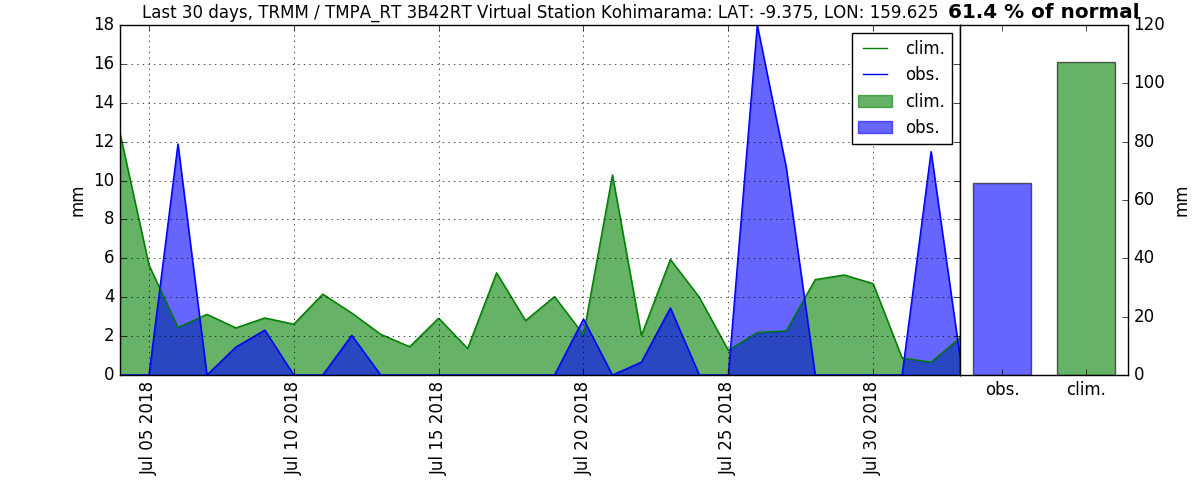 Last 30 days, TRMM / TMPA_RT 3B42RT Virtual Station Kohimarama: LAT: -9.375, LON: 159.625
61.4 % of normal
18
16
14
12
10
8
6
4
2
0
mm
clim.
obs.
clim.
obs.
Jul 05 2018
Jul 10 2018
Jul 15 2018
Jul 20 2018
Jul 25 2018
Jul 30 2018
120
100
80
60
40
20
0
mm
obs.
clim.